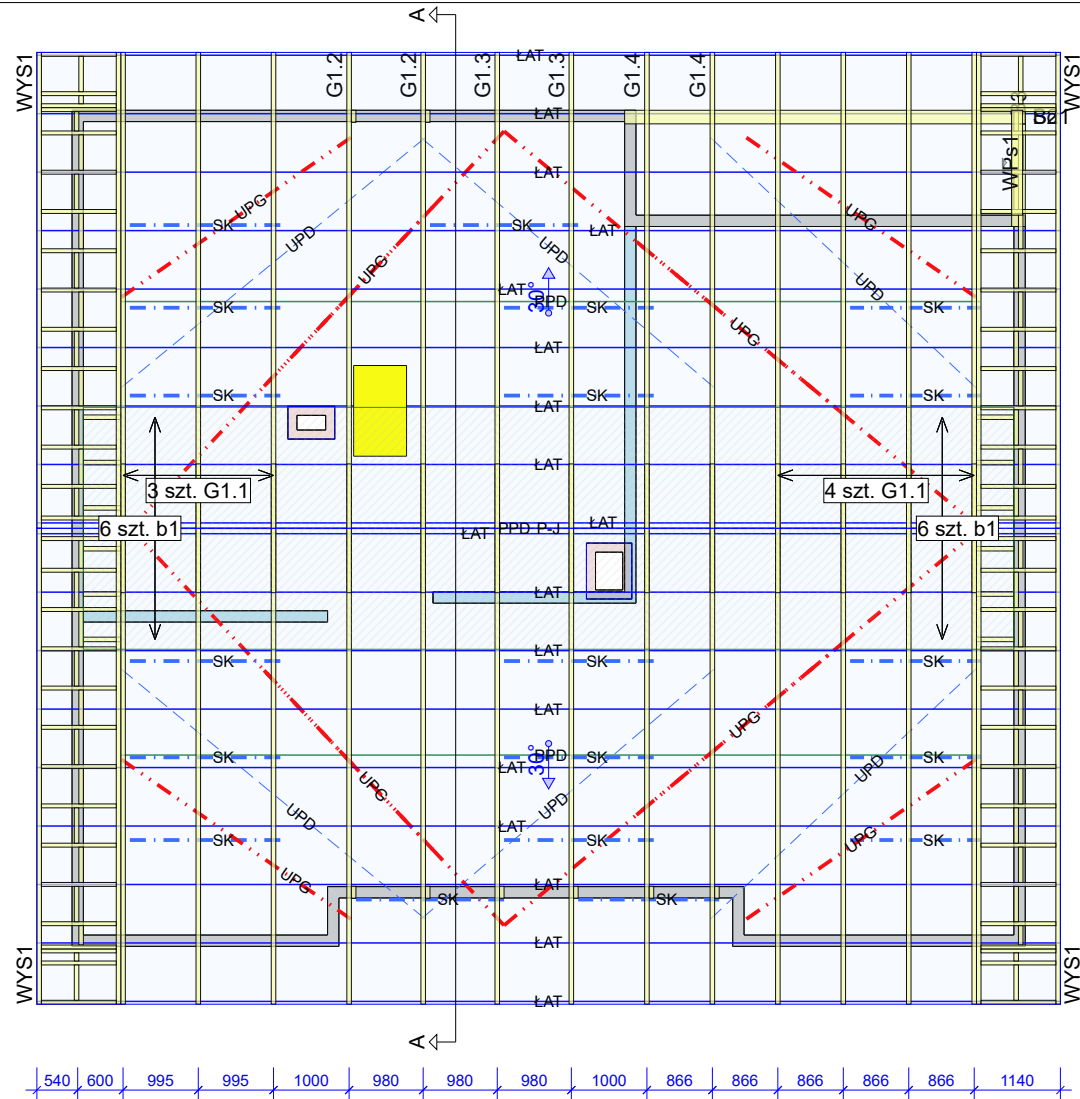 A
WYS1
G1.2
G1.2
G1.3
G1.3
G1.4
G1.4
ŁAT
WYS1
ŁAT
Bz1
WPs1
ŁAT
UPG
SK
UPD
SK
UPD
ŁAT
UPG
UPG
UPD
ŁAT
PPD
30°
SK
SK
SK
UPG
ŁAT
SK
SK
SK
ŁAT
ŁAT
3 szt. G1.1
4 szt. G1.1
6 szt. b1
ŁAT
PPD P-J
ŁAT
6 szt. b1
ŁAT
ŁAT
SK
SK
SK
ŁAT
UPG
SK
PPD
30°
SK
SK
ŁAT
UPG
UPD
UPD
UPD
ŁAT
SK
SK
UPG
SK
UPG
ŁAT
SK
SK
ŁAT
WYS1
WYS1
ŁAT
A
540 600 995 995 1000 980 980 980 1000 866 866 866 866 866 1140